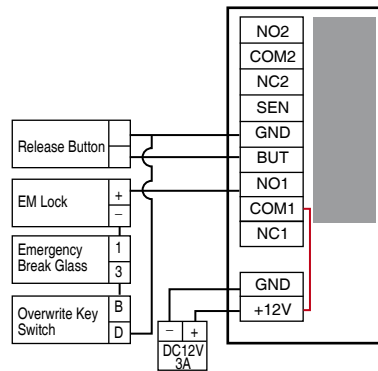 NO2
COM2
NC2
SEN
GND
BUT
NO1
COM1
NC1
GND
+12V
Release Button
EM Lock
+
−
Emergency
Break Glass
1
3
Overwrite Key
Switch
B
D
− +
DC12V
3A